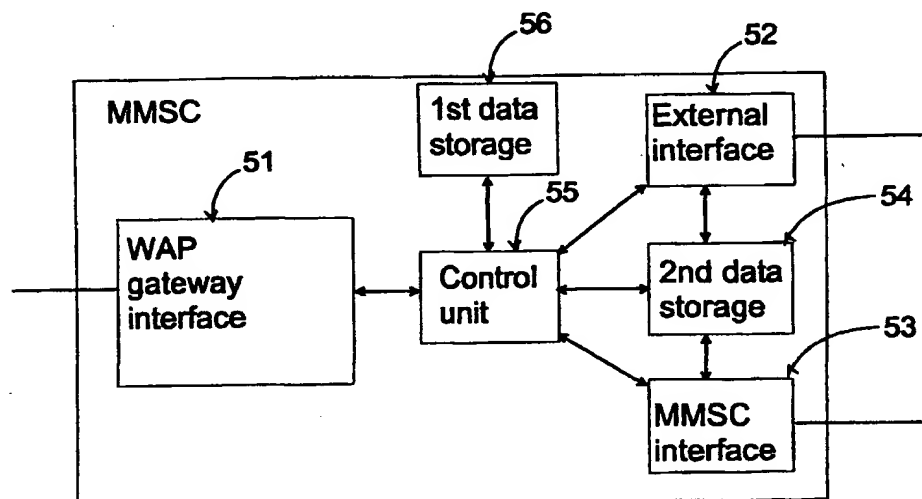 56
52
MMSC
1st data
storage
External
interface
51
55
54
WAP
gateway
interface
Control
unit
2nd data
storage
53
MMSC
interface